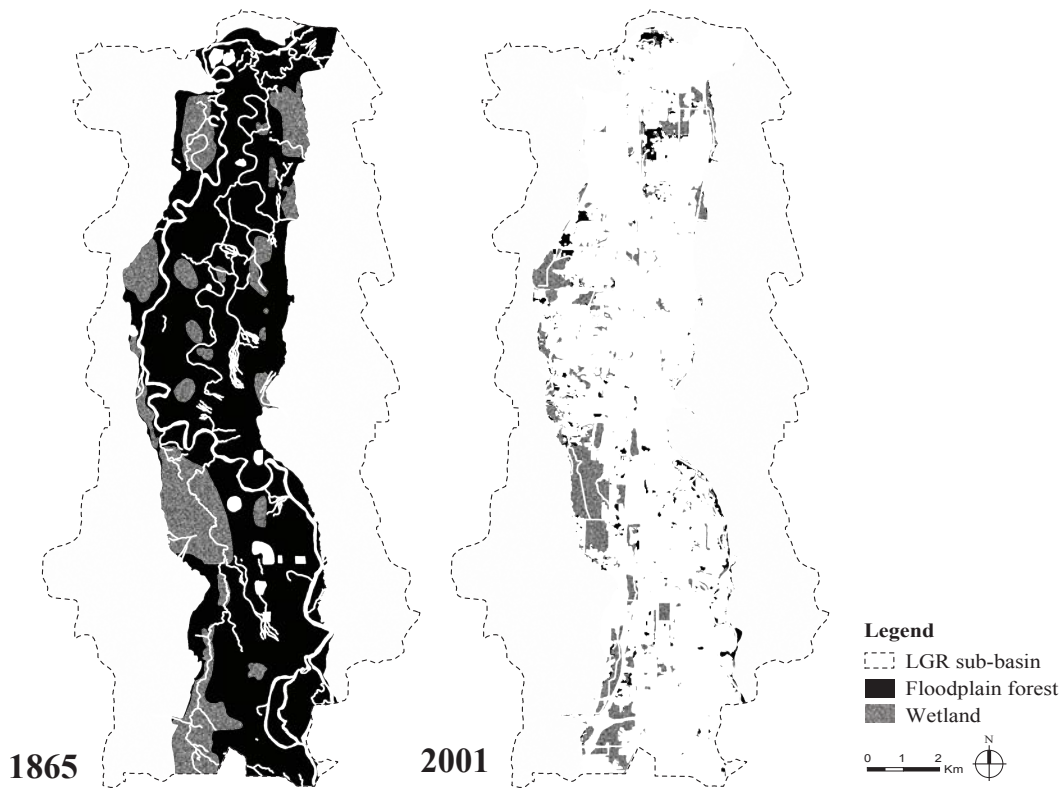 1865
2001
Legend
LGR sub-basin
Floodplain forest
Wetland
0 1 2 Km
N